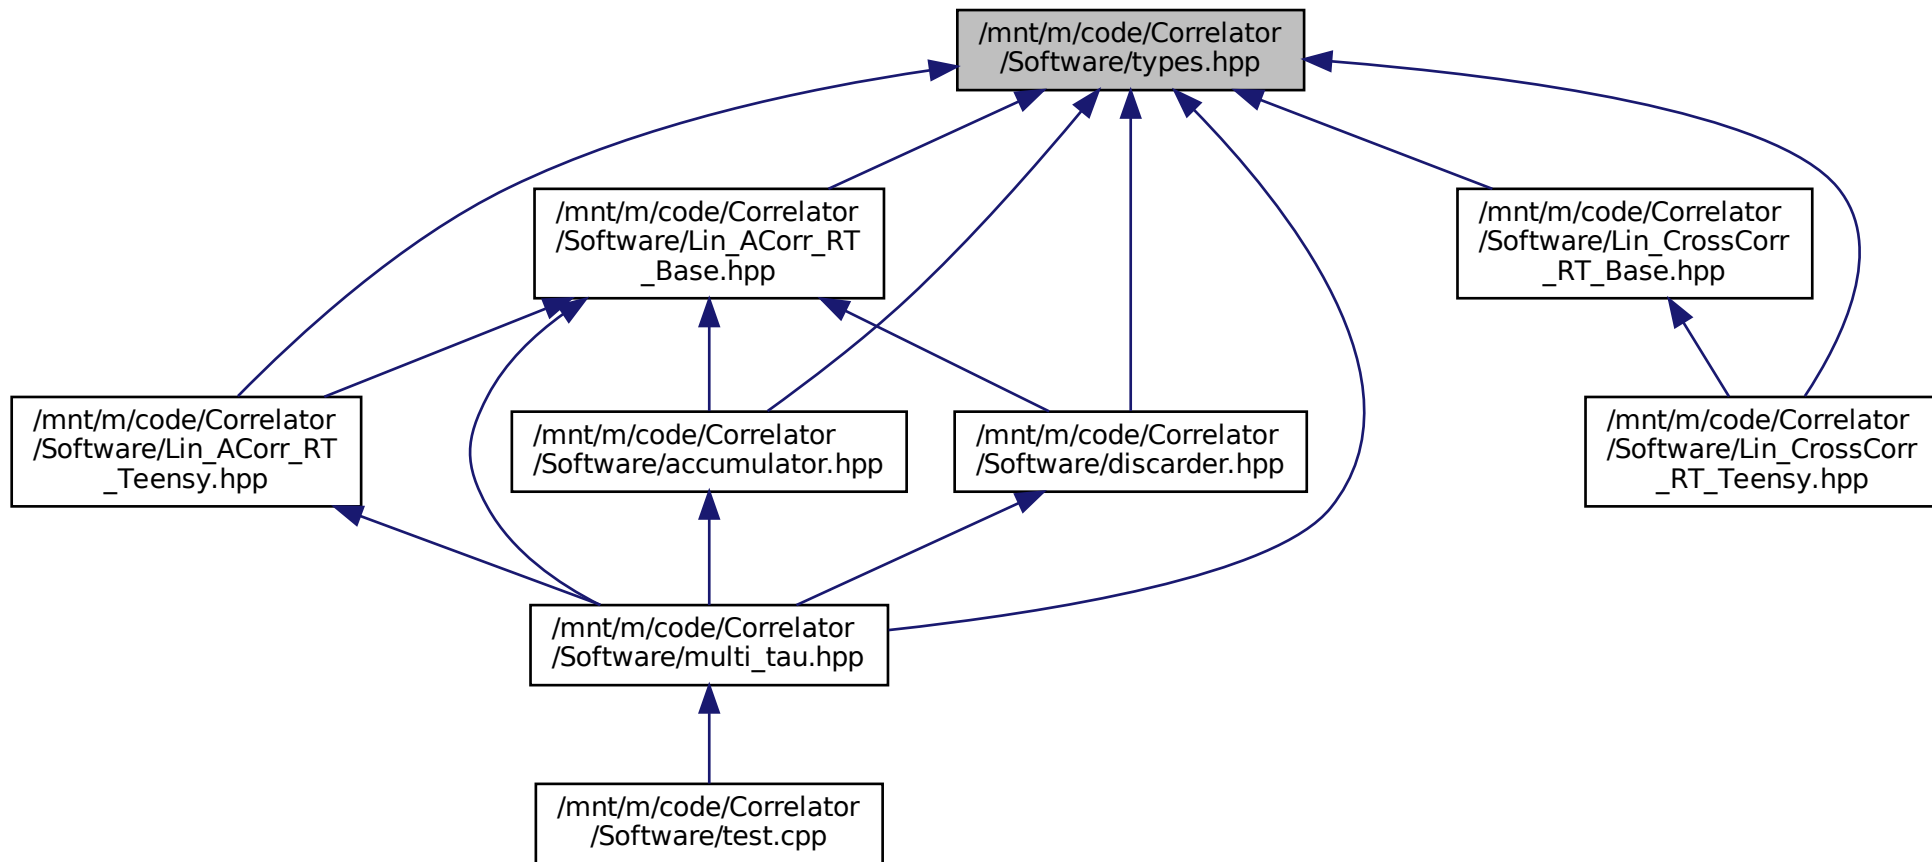 /mnt/m/code/Correlator
/Software/types.hpp
/mnt/m/code/Correlator
/Software/Lin_ACorr_RT
_Base.hpp
/mnt/m/code/Correlator
/Software/Lin_CrossCorr
_RT_Base.hpp
/mnt/m/code/Correlator
/Software/Lin_ACorr_RT
_Teensy.hpp
/mnt/m/code/Correlator
/Software/accumulator.hpp
/mnt/m/code/Correlator
/Software/discarder.hpp
/mnt/m/code/Correlator
/Software/Lin_CrossCorr
_RT_Teensy.hpp
/mnt/m/code/Correlator
/Software/multi_tau.hpp
/mnt/m/code/Correlator
/Software/test.cpp